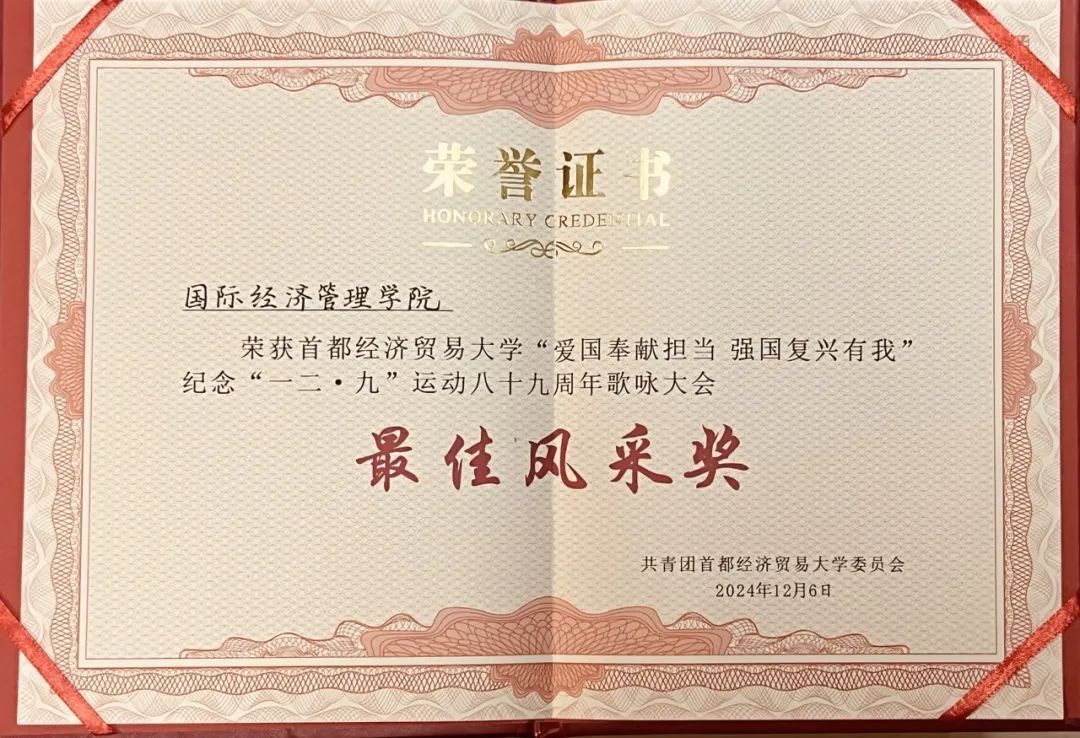 荣誉证书
HONORARY CREDENTIAL
国际经济管理学院
荣获首都经济贸易大学“爱国奉献担当 强国复兴有我”
纪念“一二·九”运动八十九周年歌咏大会
最佳风采奖
共青团首都经济贸易大学委员会
2024年12月6日